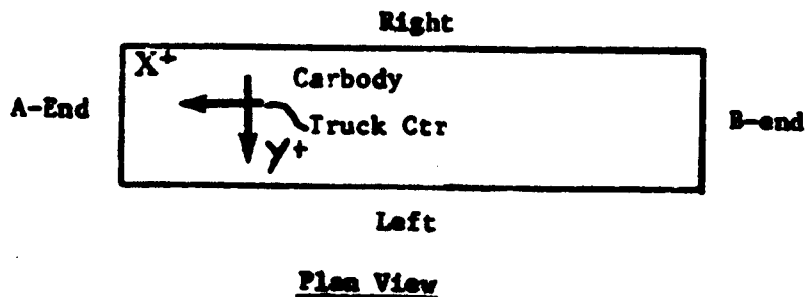 Right
X+
Carbody
A-End
Truck Ctr
B-end
Y+
Left
Plan View